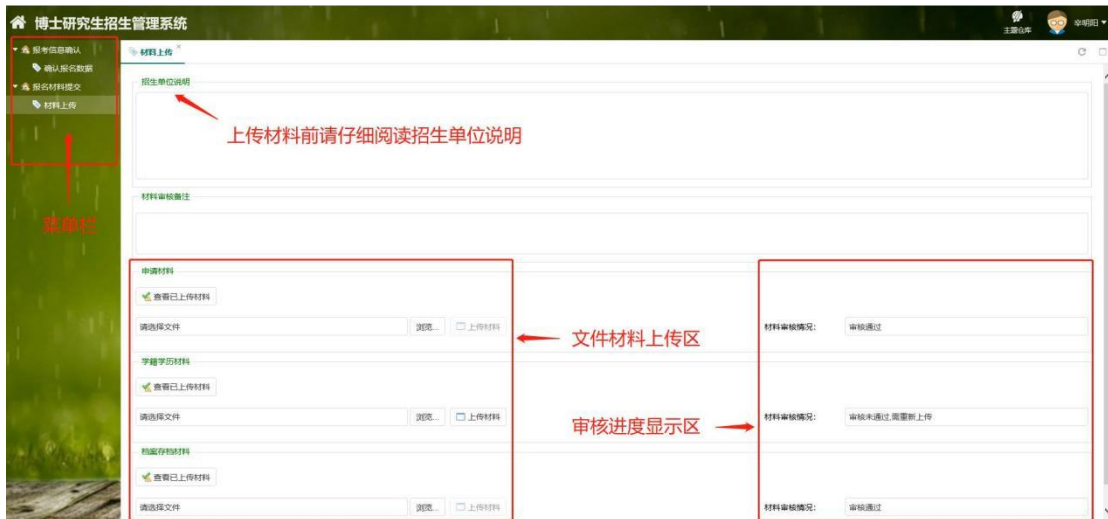 博士研究生招生管理系统
主题仓库
辛明阳
报考信息确认
确认报名数据
报名材料提交
材料上传
菜单栏
材料上传
招生单位说明
上传材料前请仔细阅读招生单位说明
材料审核备注
申请材料
查看已上传材料
请选择文件 浏览... 上传材料
材料审核情况: 审核通过
文件材料上传区
学籍学历材料
查看已上传材料
请选择文件 浏览... 上传材料
材料审核情况: 审核未通过,需重新上传
审核进度显示区
档案存档材料
查看已上传材料
请选择文件 浏览... 上传材料
材料审核情况: 审核通过